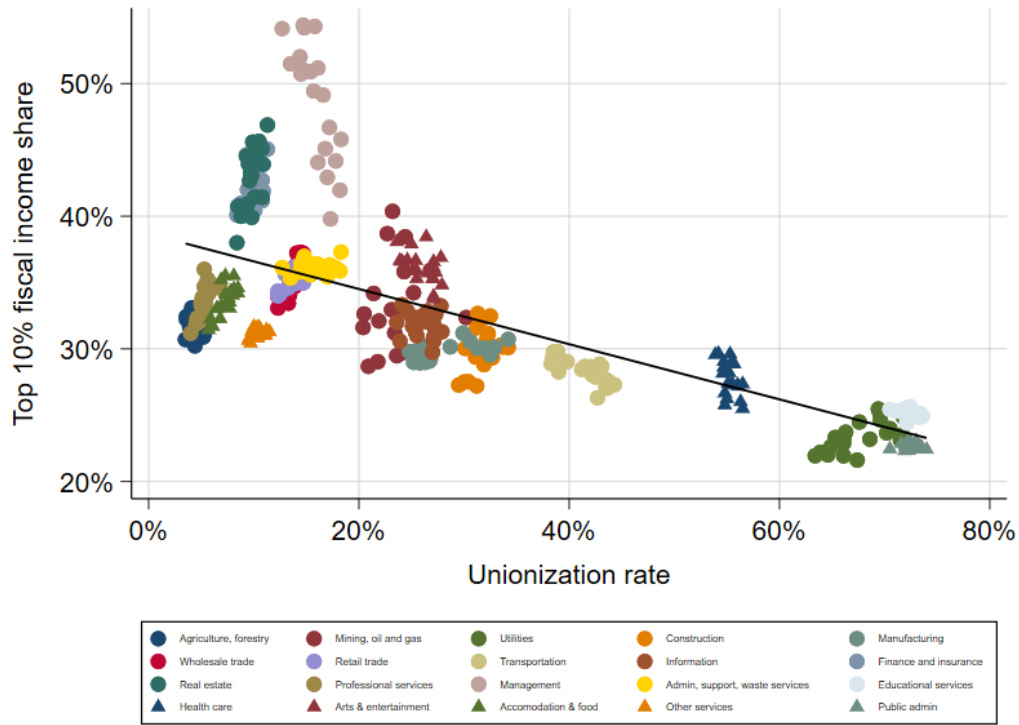 Top 10% fiscal income share
50%
40%
30%
20%
0% 20% 40% 60% 80%
Unionization rate
Agriculture, forestry Mining, oil and gas Utilities Construction Manufacturing
Wholesale trade Retail trade Transportation Information Finance and insurance
Real estate Professional services Management Admin, support, waste services Educational services
Health care Arts & entertainment Accomodation & food Other services Public admin